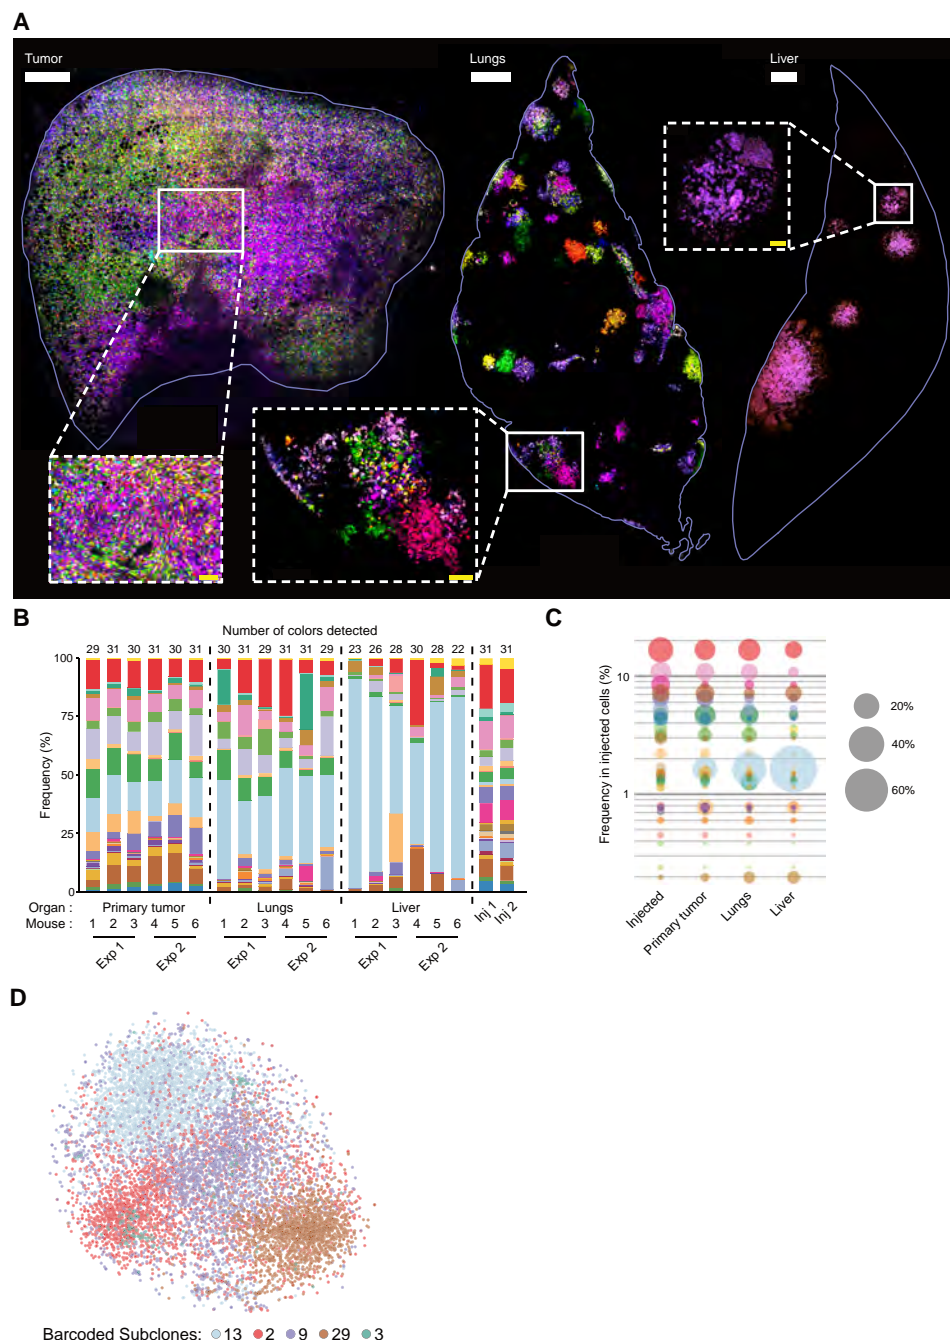 A
Tumor
Lungs
Liver
B
Number of colors detected
29 31 30 31 30 31 30 31 29 31 31 29 23 26 28 30 28 22 31 31
100
75
50
25
0
Frequency (%)
Organ : Primary tumor Lungs Liver Inj 1 Inj 2
Mouse : 1 2 3 4 5 6 1 2 3 4 5 6 1 2 3 4 5 6
Exp 1 Exp 2 Exp 1 Exp 2 Exp 1 Exp 2
C
Frequency in injected cells (%)
10
1
Injected Primary tumor Lungs Liver
20%
40%
60%
D
Barcoded Subclones: 13 2 9 29 3